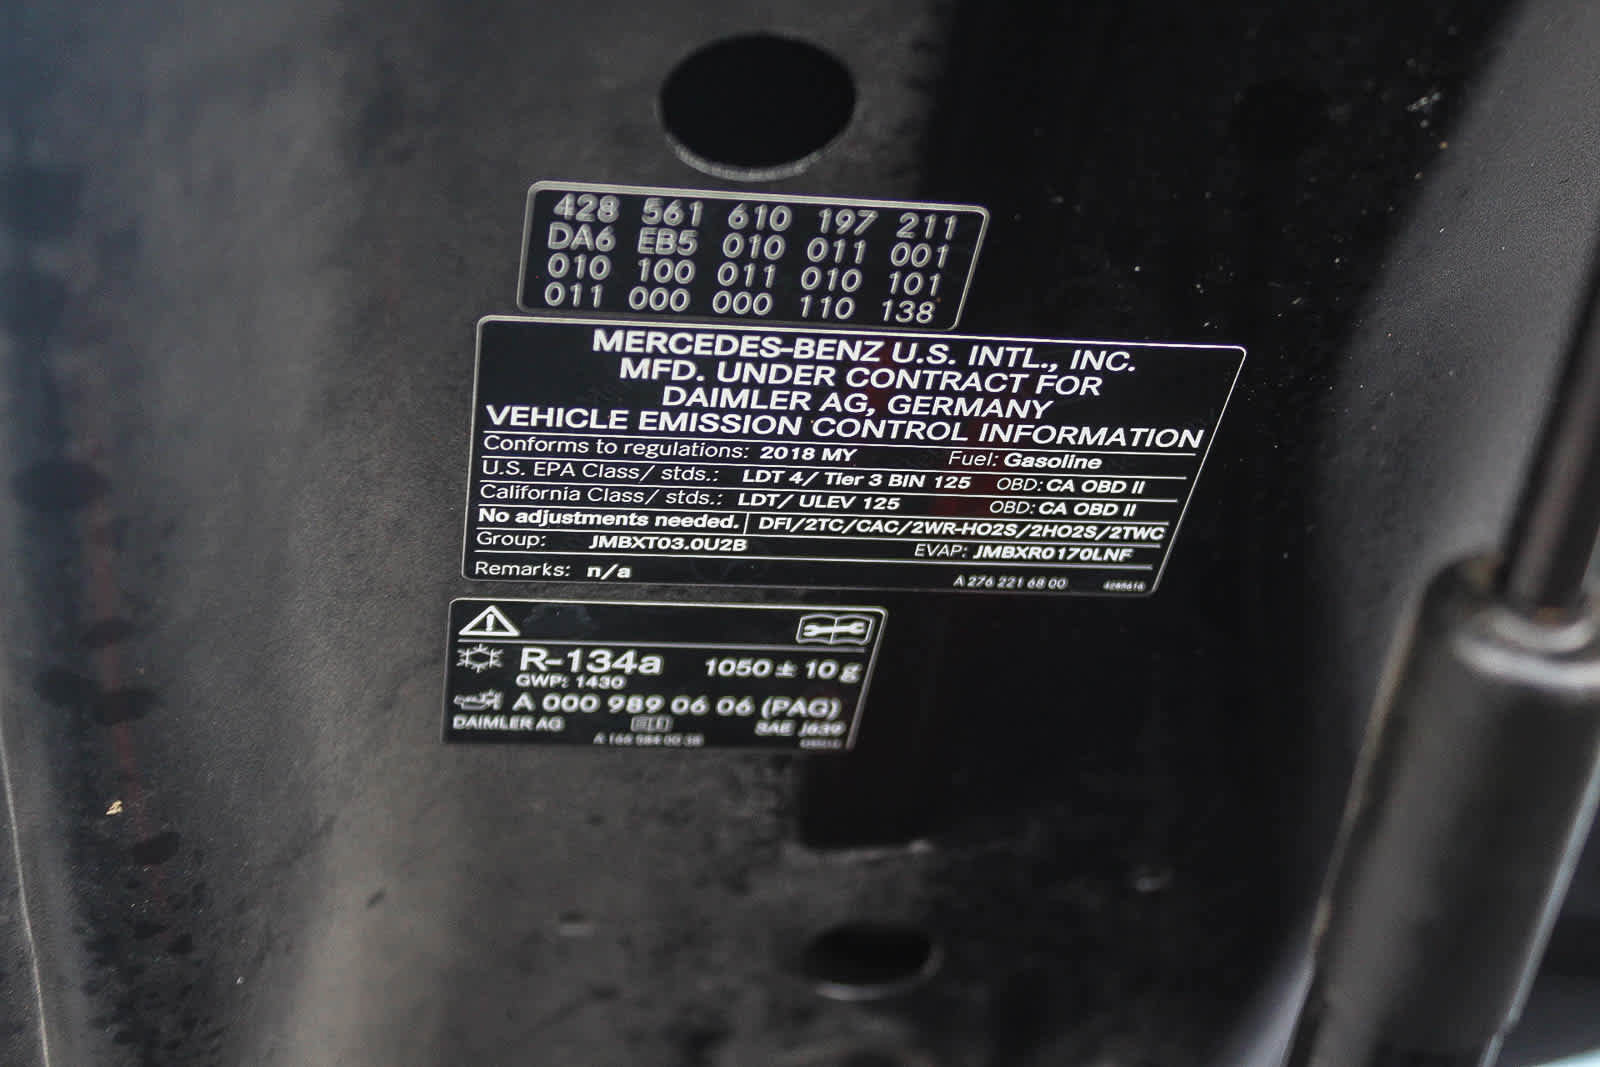 428 561 610 197 211
DA6 EB5 010 011 001
010 100 011 010 101
011 000 000 110 138
MERCEDES-BENZ U.S. INTL., INC.
MFD. UNDER CONTRACT FOR
DAIMLER AG, GERMANY
VEHICLE EMISSION CONTROL INFORMATION
Conforms to regulations: 2018 MY Fuel: Gasoline
U.S. EPA Class/ stds.: LDT 4/ Tier 3 BIN 125 OBD: CA OBD II
California Class/ stds.: LDT/ ULEV 125 OBD: CA OBD II
No adjustments needed. DFI/2TC/CAC/2WR-HO2S/2HO2S/2TWC
Group: JMBXT03.0U2B EVAP: JMBXR0170LNF
Remarks: n/a A 276 221 68 00
R-134a 1050 ± 10 g
GWP: 1430
A 000 989 06 06 (PAG)
DAIMLER AG SAE J639